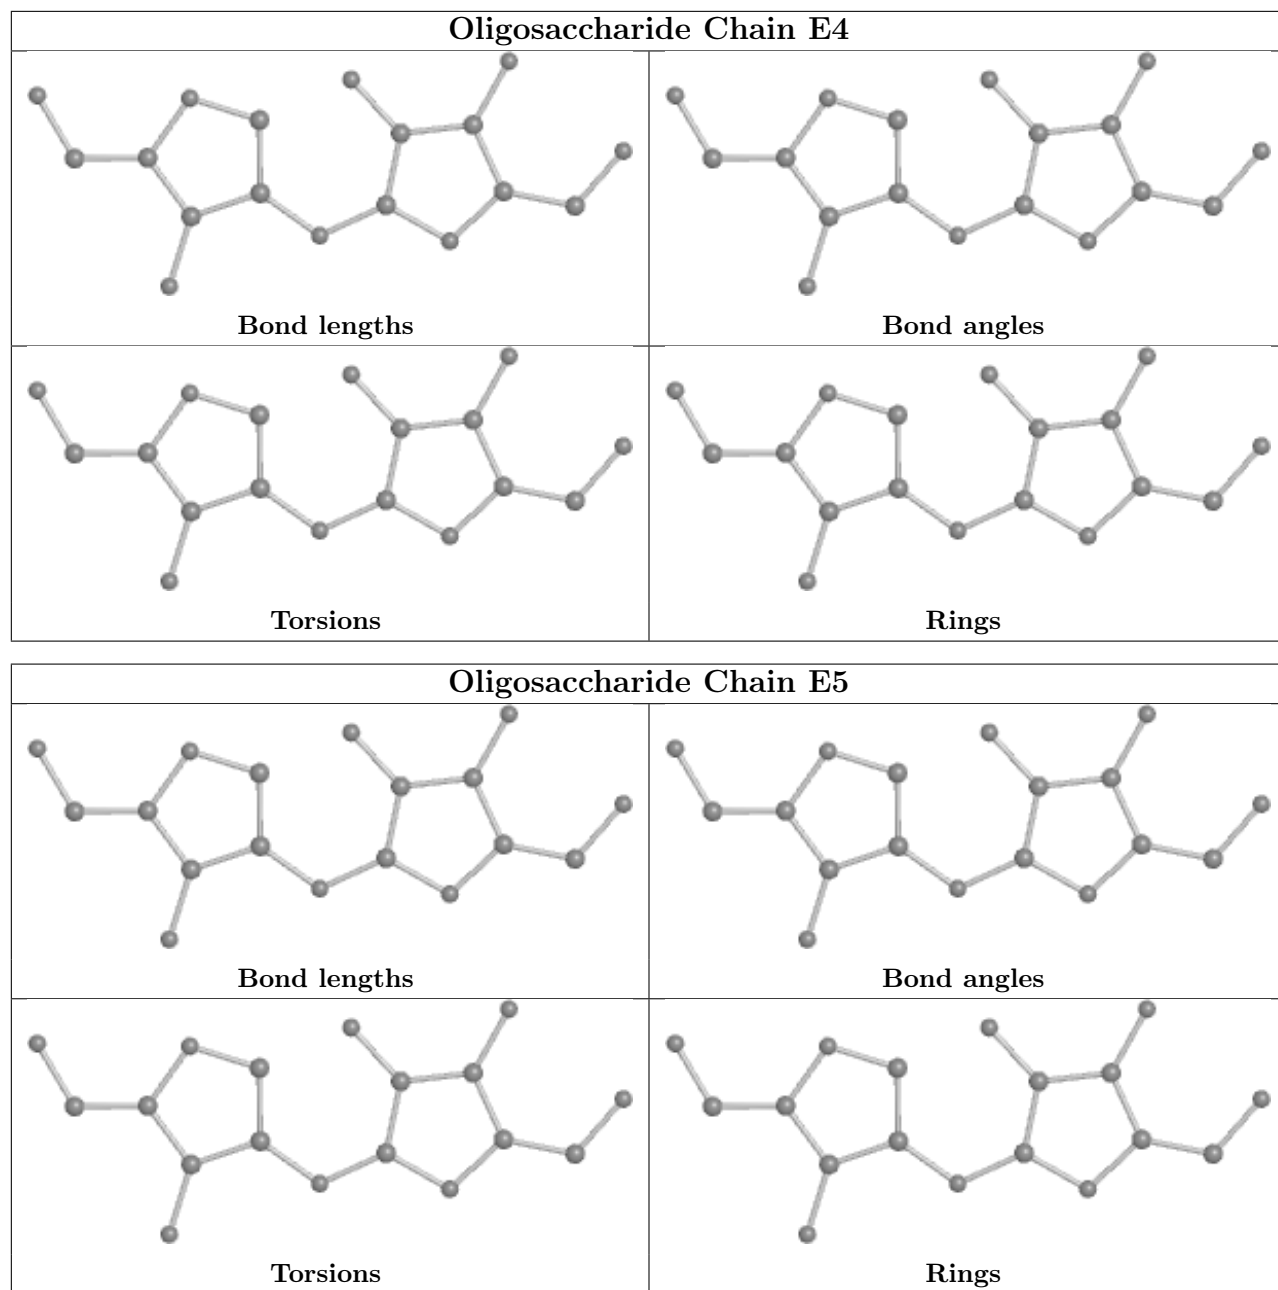 Oligosaccharide Chain E4
Bond lengths
Bond angles
Torsions
Rings
Oligosaccharide Chain E5
Bond lengths
Bond angles
Torsions
Rings